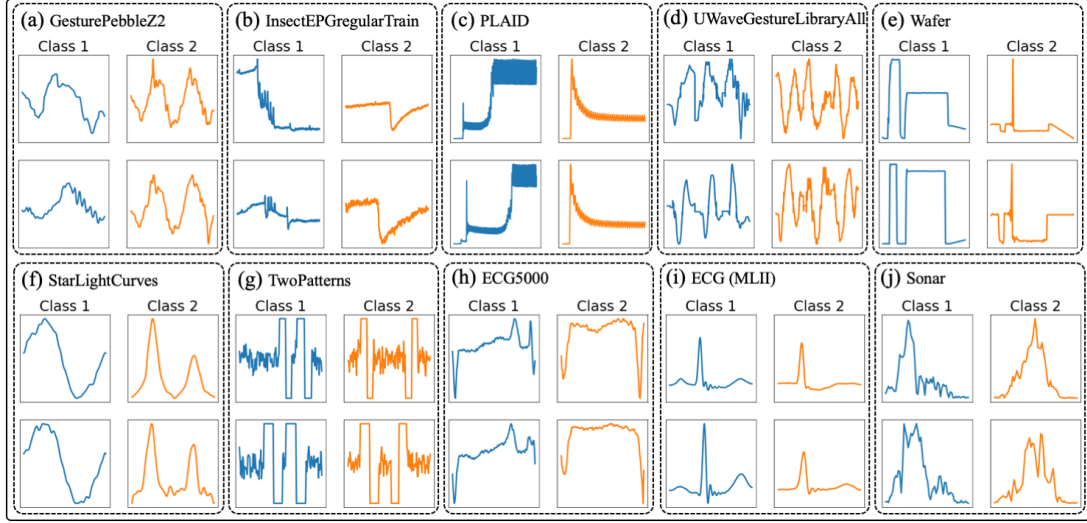 (a) GesturePebbleZ2
Class 1 Class 2
(b) InsectEPGregularTrain
Class 1 Class 2
(c) PLAID
Class 1 Class 2
(d) UWaveGestureLibraryAll
Class 1 Class 2
(e) Wafer
Class 1 Class 2
(f) StarLightCurves
Class 1 Class 2
(g) TwoPatterns
Class 1 Class 2
(h) ECG5000
Class 1 Class 2
(i) ECG (MLII)
Class 1 Class 2
(j) Sonar
Class 1 Class 2